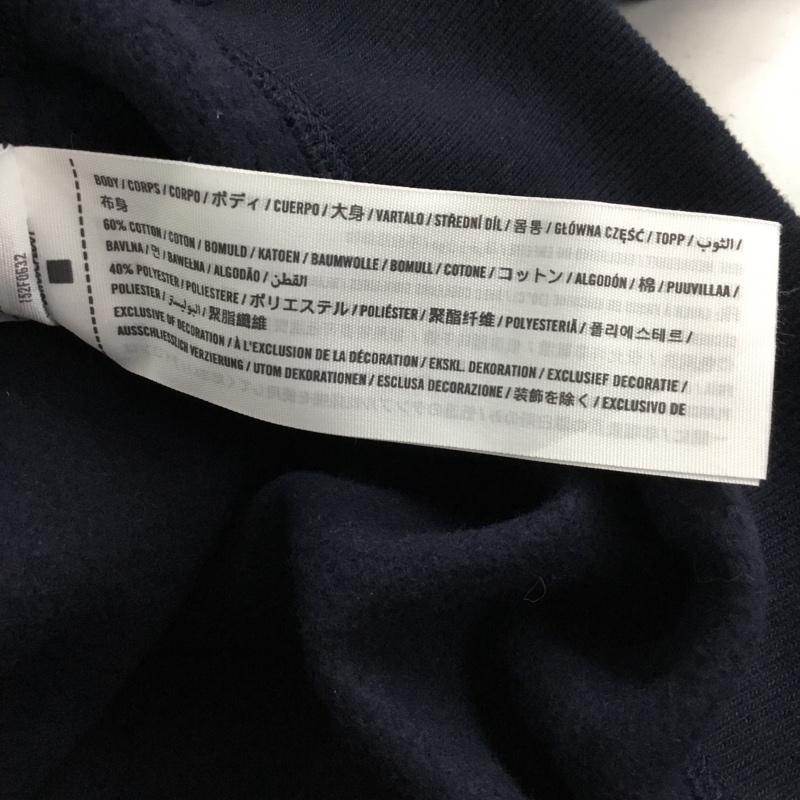 BODY / CORPS / CORPO / ボディ / CUERPO / 大身 / VARTALO / STŘEDNÍ DÍL / 몸통 / GŁÓWNA CZĘŚĆ / TOPP / الثوب /
布身
60% COTTON / COTON / BOMULD / KATOEN / BAUMWOLLE / BOMULL / COTONE / コットン / ALGODÓN / 棉 / PUUVILLAA /
BAVLNA / 면 / BAWEŁNA / ALGODÃO / القطن /
40% POLYESTER / POLIESTERE / ポリエステル / POLIÉSTER / 聚酯纤维 / POLYESTERIÄ / 폴리에스테르 /
POLIESTER / البوليستر / 聚脂纖維
EXCLUSIVE OF DECORATION / À L'EXCLUSION DE LA DÉCORATION / EKSKL. DEKORATION / EXCLUSIEF DECORATIE /
AUSSCHLIESSLICH VERZIERUNG / UTOM DEKORATIONEN / ESCLUSA DECORAZIONE / 装飾を除く / EXCLUSIVO DE
152F0632